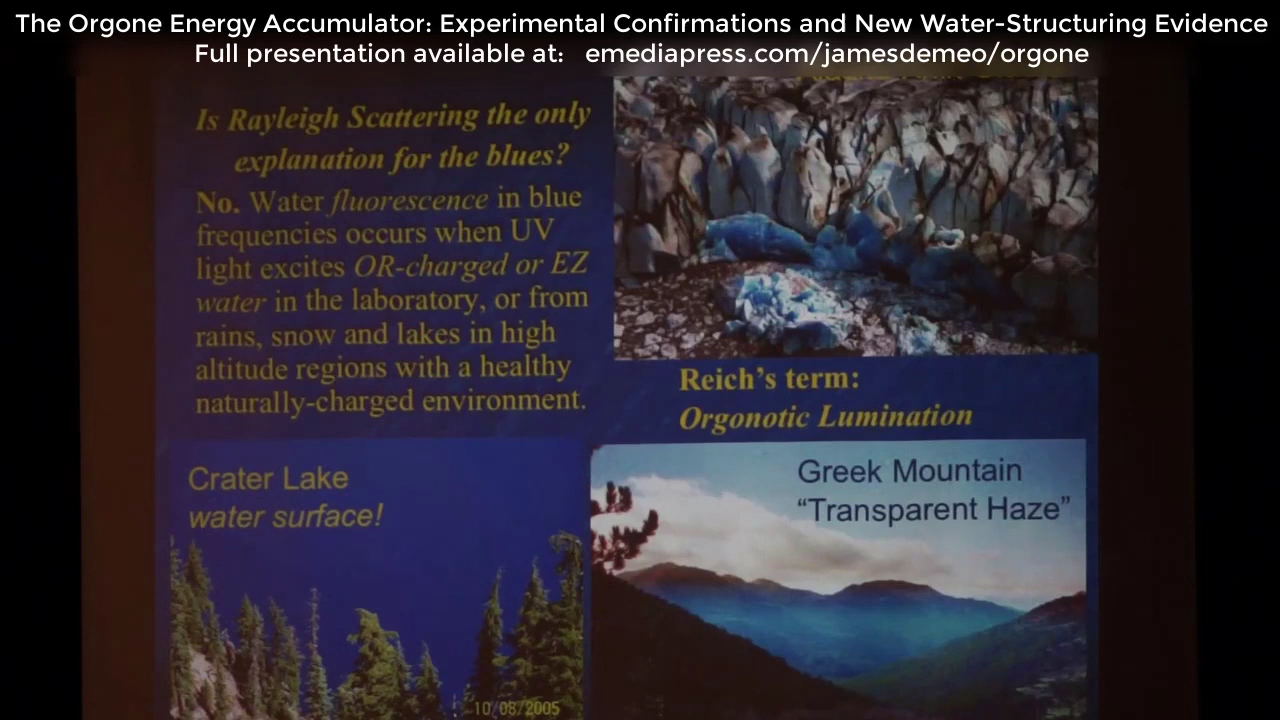 The Orgone Energy Accumulator: Experimental Confirmations and New Water-Structuring Evidence
Full presentation available at: emediapress.com/jamesdemeo/orgone
Is Rayleigh Scattering the only
explanation for the blues?
No. Water fluorescence in blue
frequencies occurs when UV
light excites OR-charged or EZ
water in the laboratory, or from
rains, snow and lakes in high
altitude regions with a healthy
naturally-charged environment.
Reich's term:
Orgonotic Lumination
Crater Lake
water surface!
10/08/2005
Greek Mountain
“Transparent Haze”